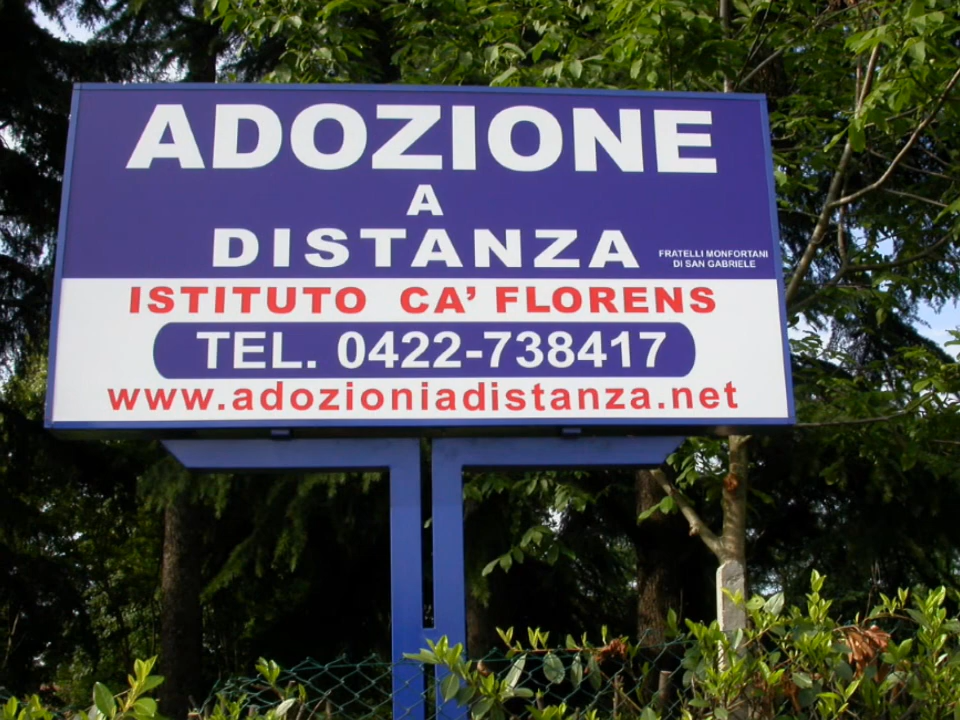 ADOZIONE
A
DISTANZA
FRATELLI MONFORTANI
DI SAN GABRIELE
ISTITUTO CA' FLORENS
TEL. 0422-738417
www.adozioniadistanza.net